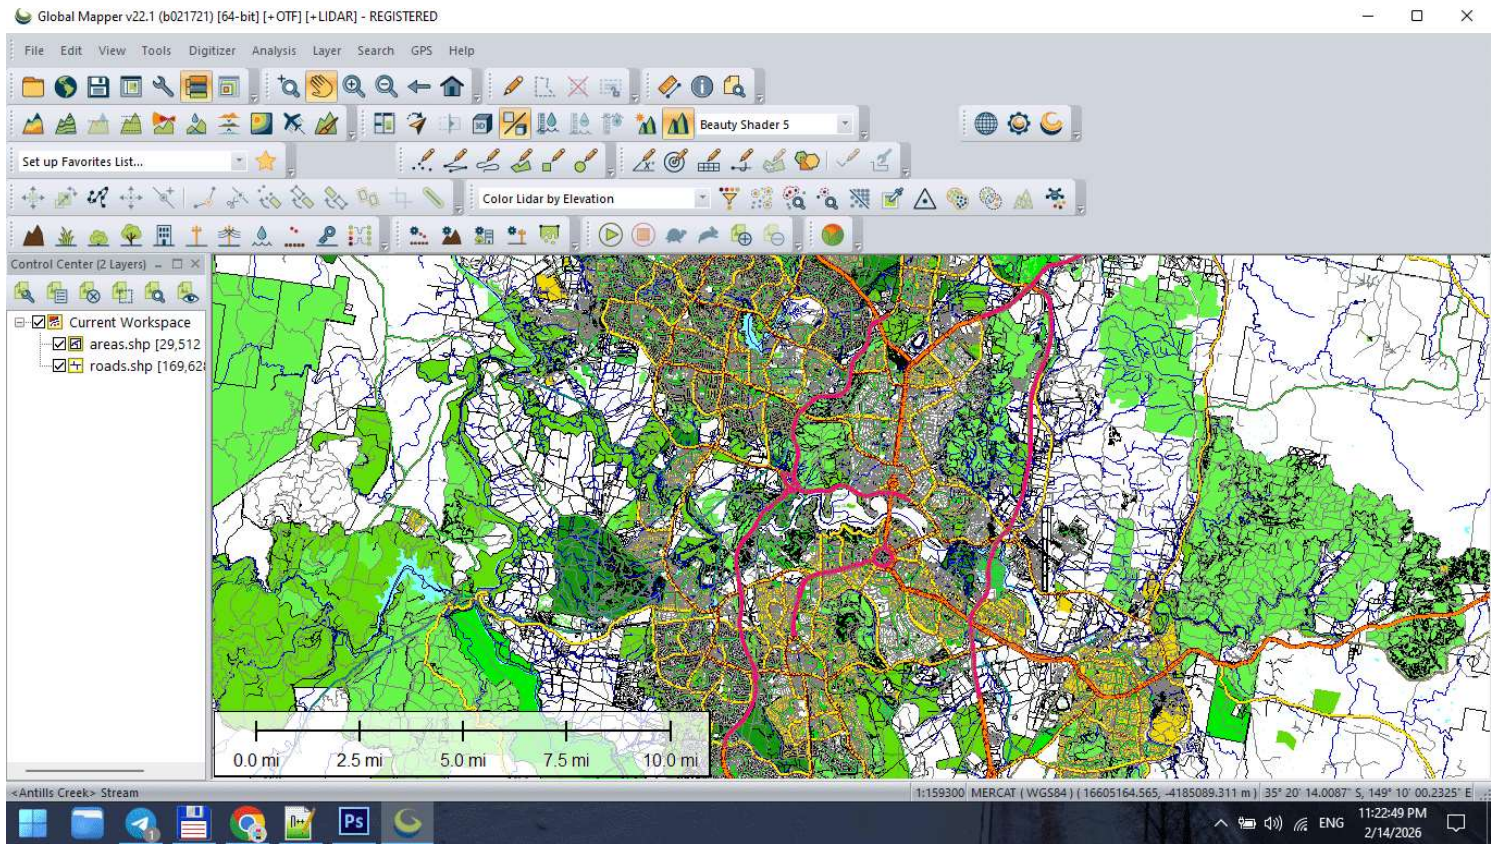 Global Mapper v22.1 (b021721) [64-bit] [+OTF] [+LIDAR] - REGISTERED
File Edit View Tools Digitizer Analysis Layer Search GPS Help
Beauty Shader 5
Set up Favorites List...
Color Lidar by Elevation
Control Center (2 Layers)
Current Workspace
areas.shp [29,512
roads.shp [169,628
0.0 mi 2.5 mi 5.0 mi 7.5 mi 10.0 mi
<Antills Creek> Stream
1:159300 MERCAT ( WGS84 ) ( 16605164.565, -4185089.311 m ) 35° 20' 14.0087" S, 149° 10' 00.2325" E
3D
n++
Ps
1
ENG
11:22:49 PM
2/14/2026